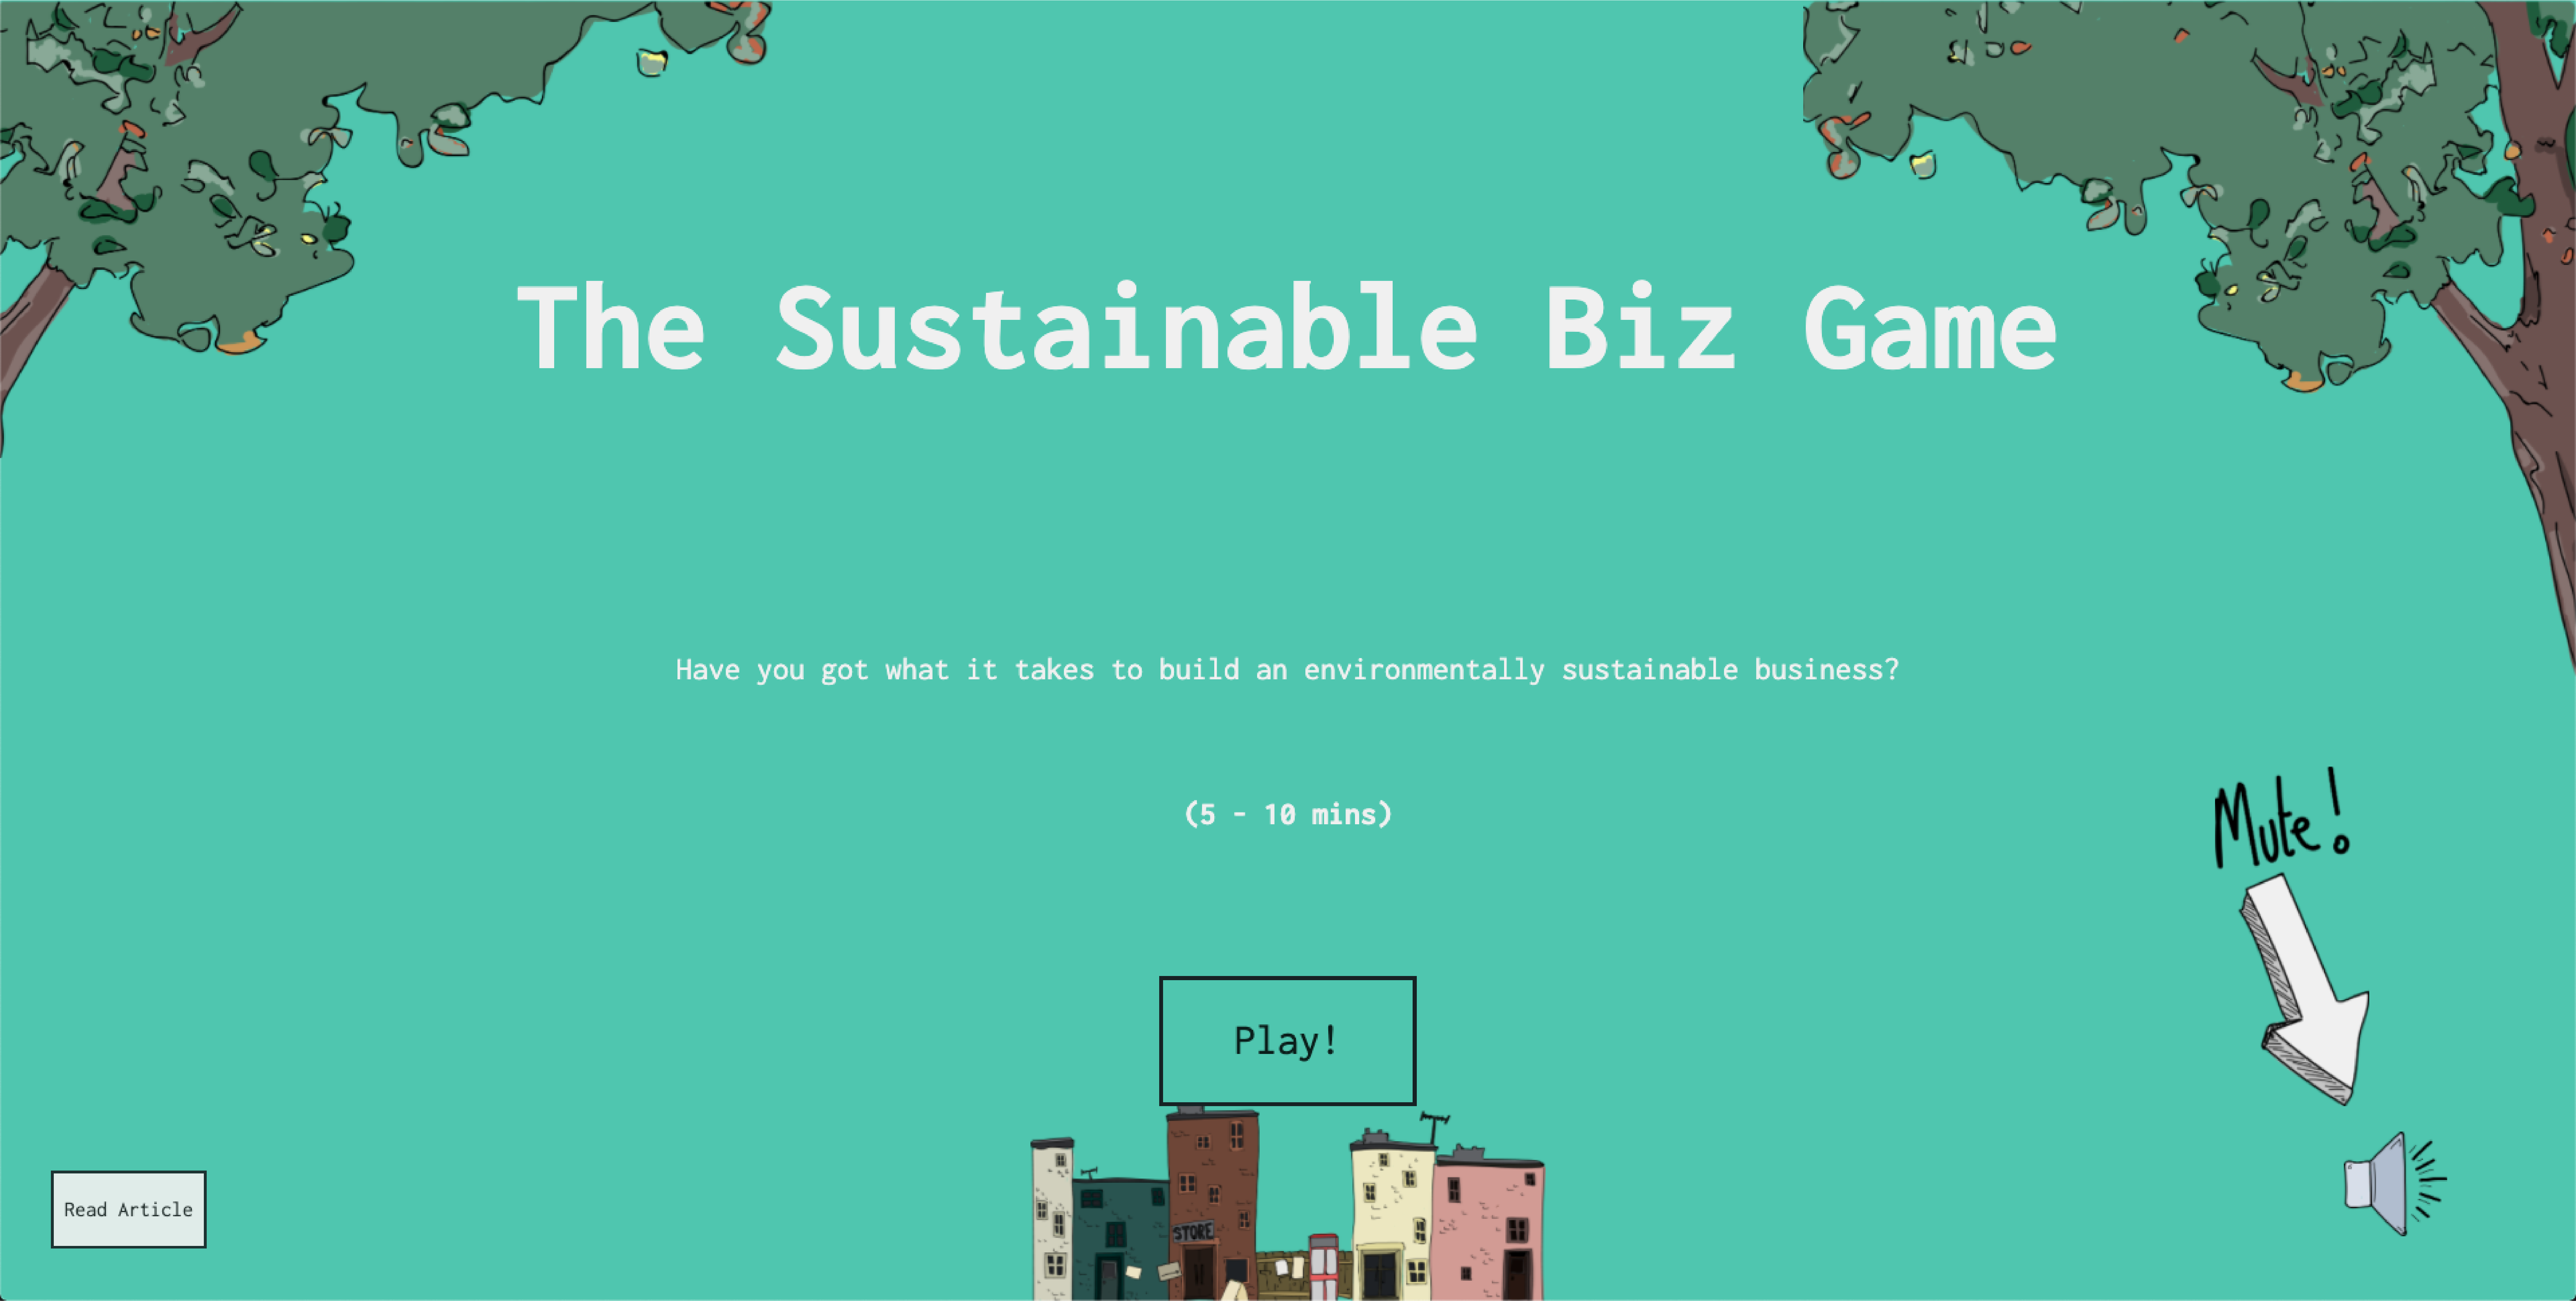 The Sustainable Biz Game
Have you got what it takes to build an environmentally sustainable business?
(5 - 10 mins)
Mute!
Play!
Read Article
STORE